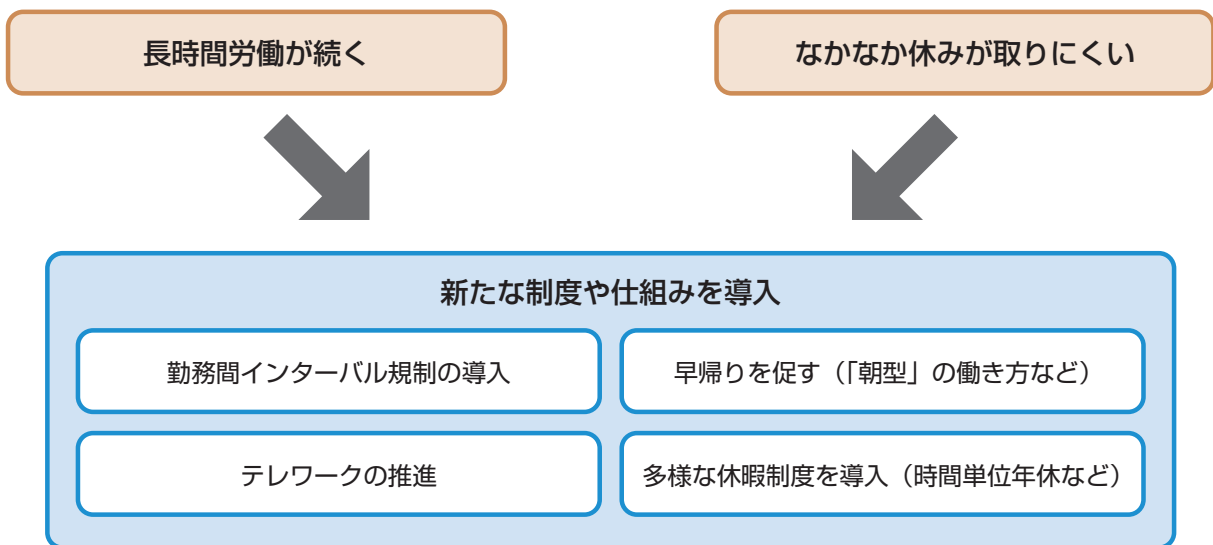 長時間労働が続く
なかなか休みが取りにくい
新たな制度や仕組みを導入
勤務間インターバル規制の導入
早帰りを促す（「朝型」の働き方など）
テレワークの推進
多様な休暇制度を導入（時間単位年休など）